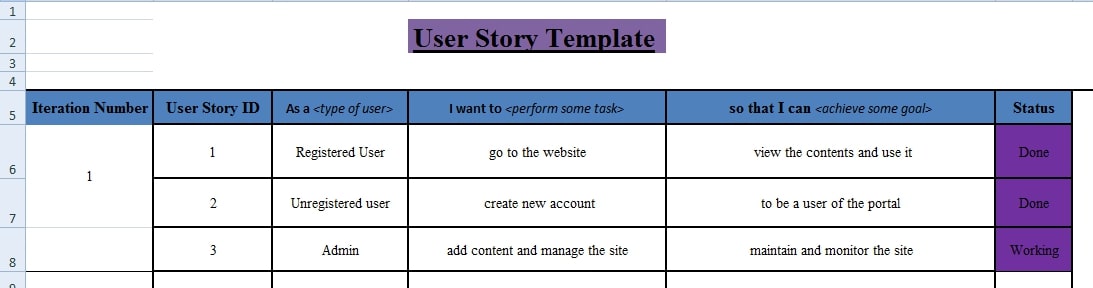 1
2
User Story Template
3
4
5 Iteration Number User Story ID As a <type of user> I want to <perform some task> so that I can <achieve some goal> Status
6 1 Registered User go to the website view the contents and use it Done
1
7 2 Unregistered user create new account to be a user of the portal Done
8 3 Admin add content and manage the site maintain and monitor the site Working